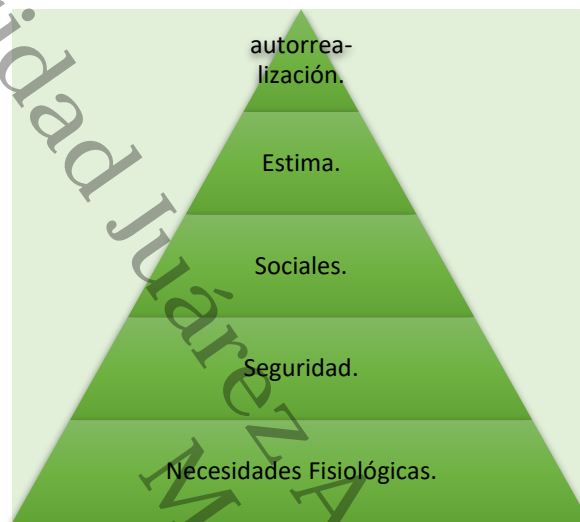 autorrea-
lización.
Estima.
Sociales.
Seguridad.
Necesidades Fisiológicas.
idad Juárez A
M